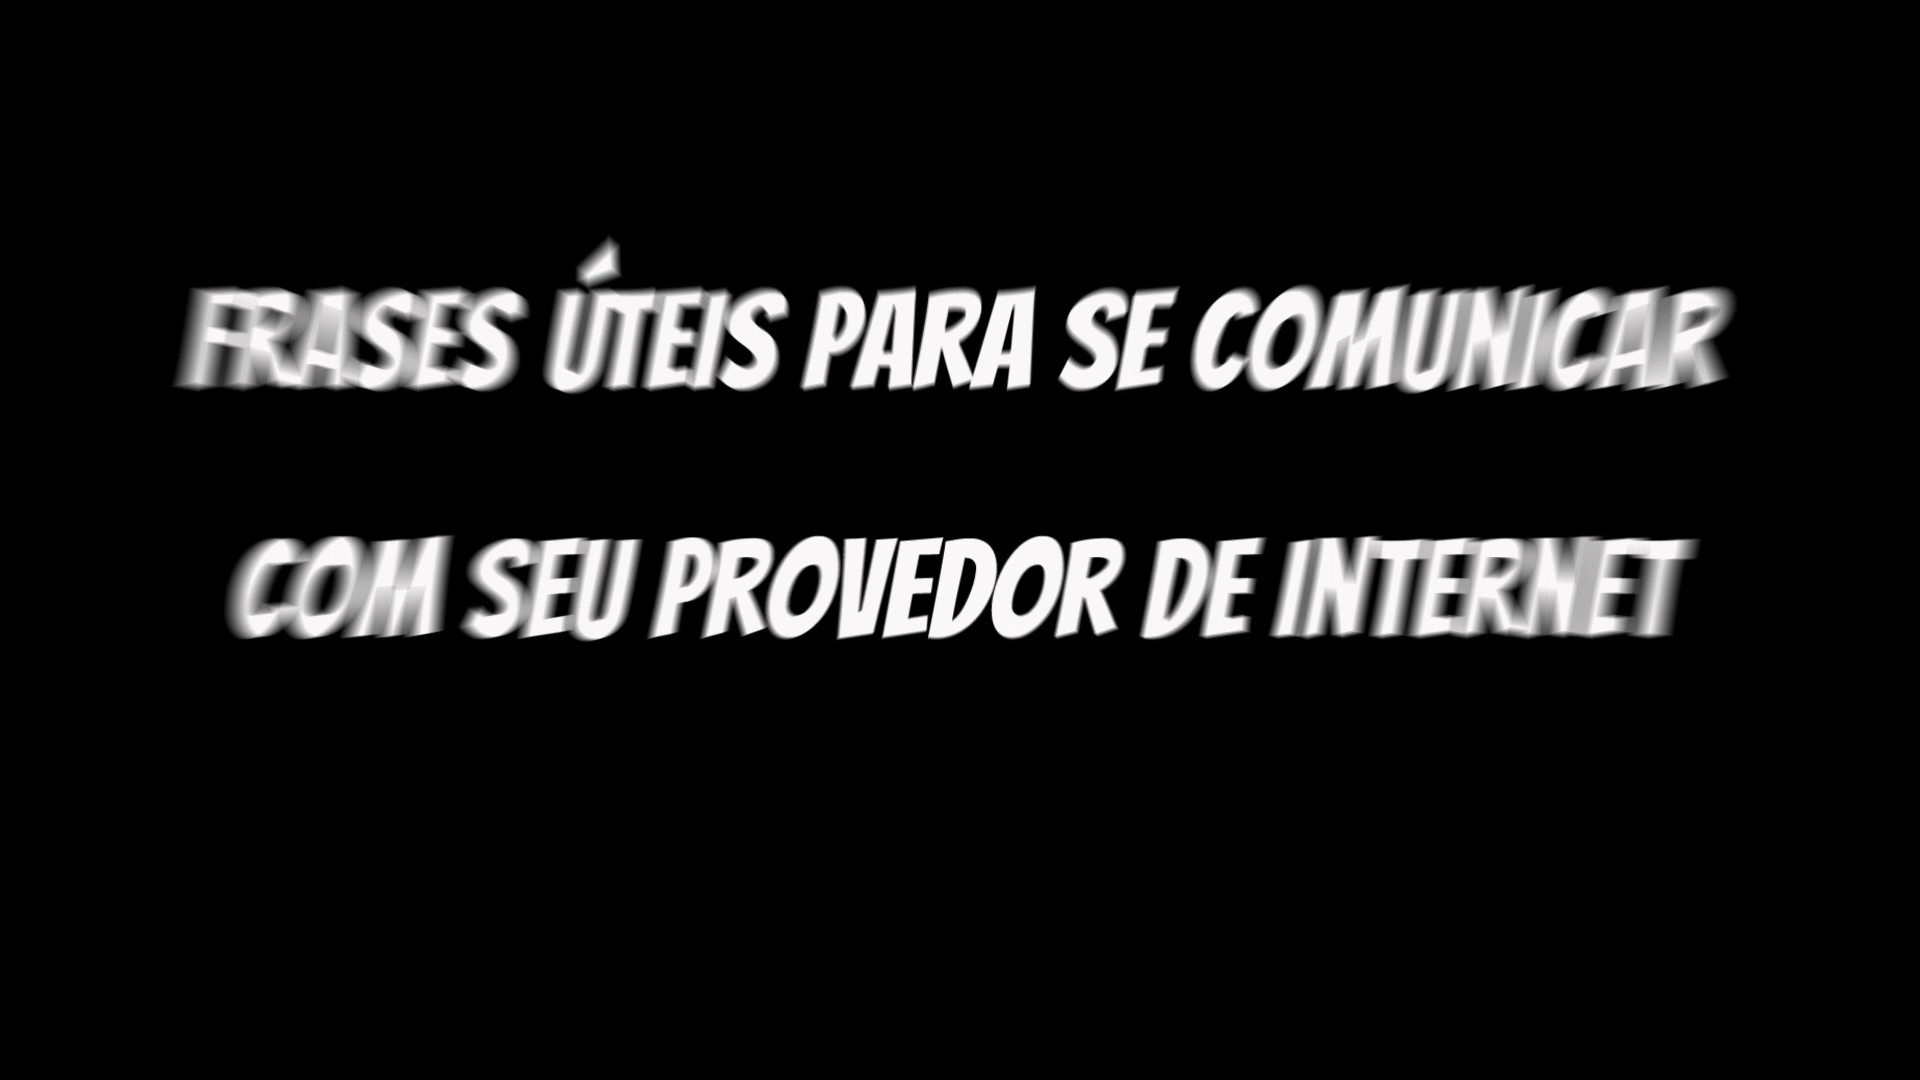 FRASES ÚTEIS PARA SE COMUNICAR
COM SEU PROVEDOR DE INTERNET